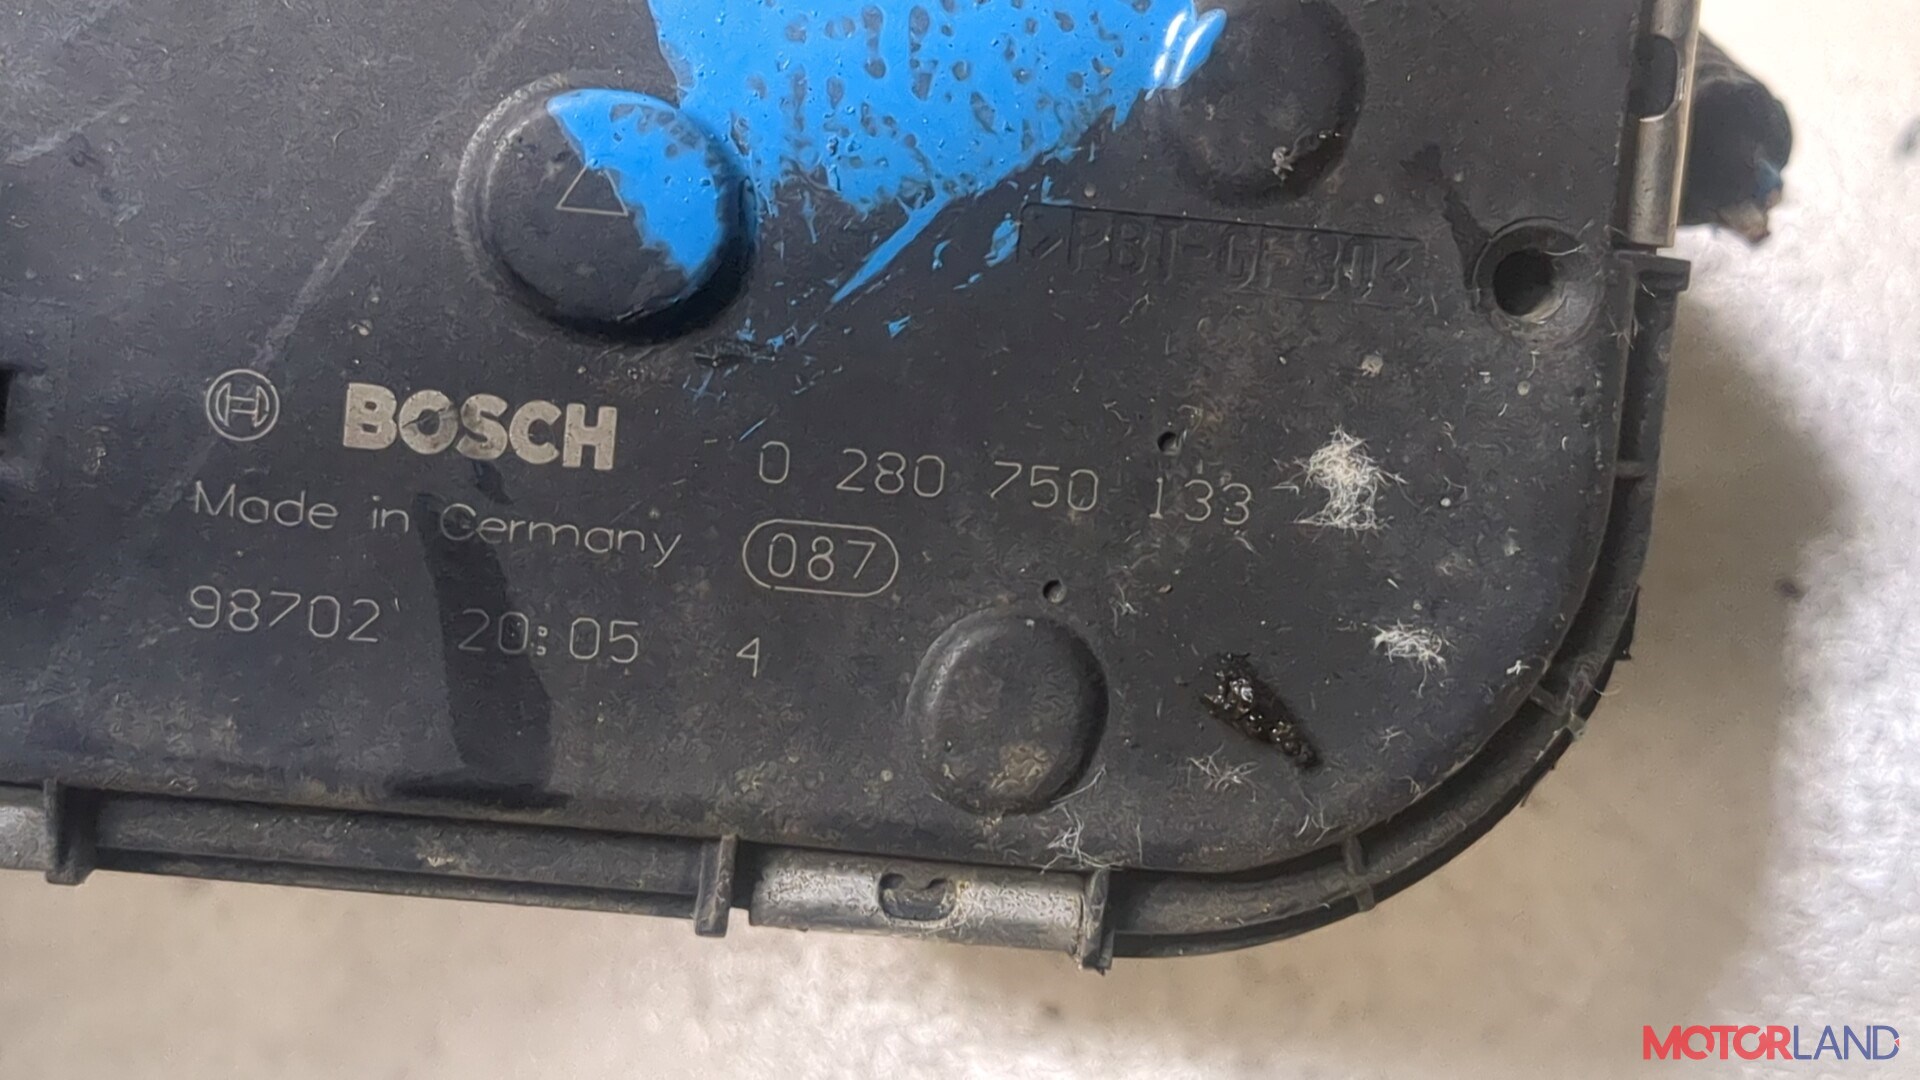 >PBT-GF30<
BOSCH 0 280 750 133
Made in Germany 087
98702 20:05 4
MOTORLAND